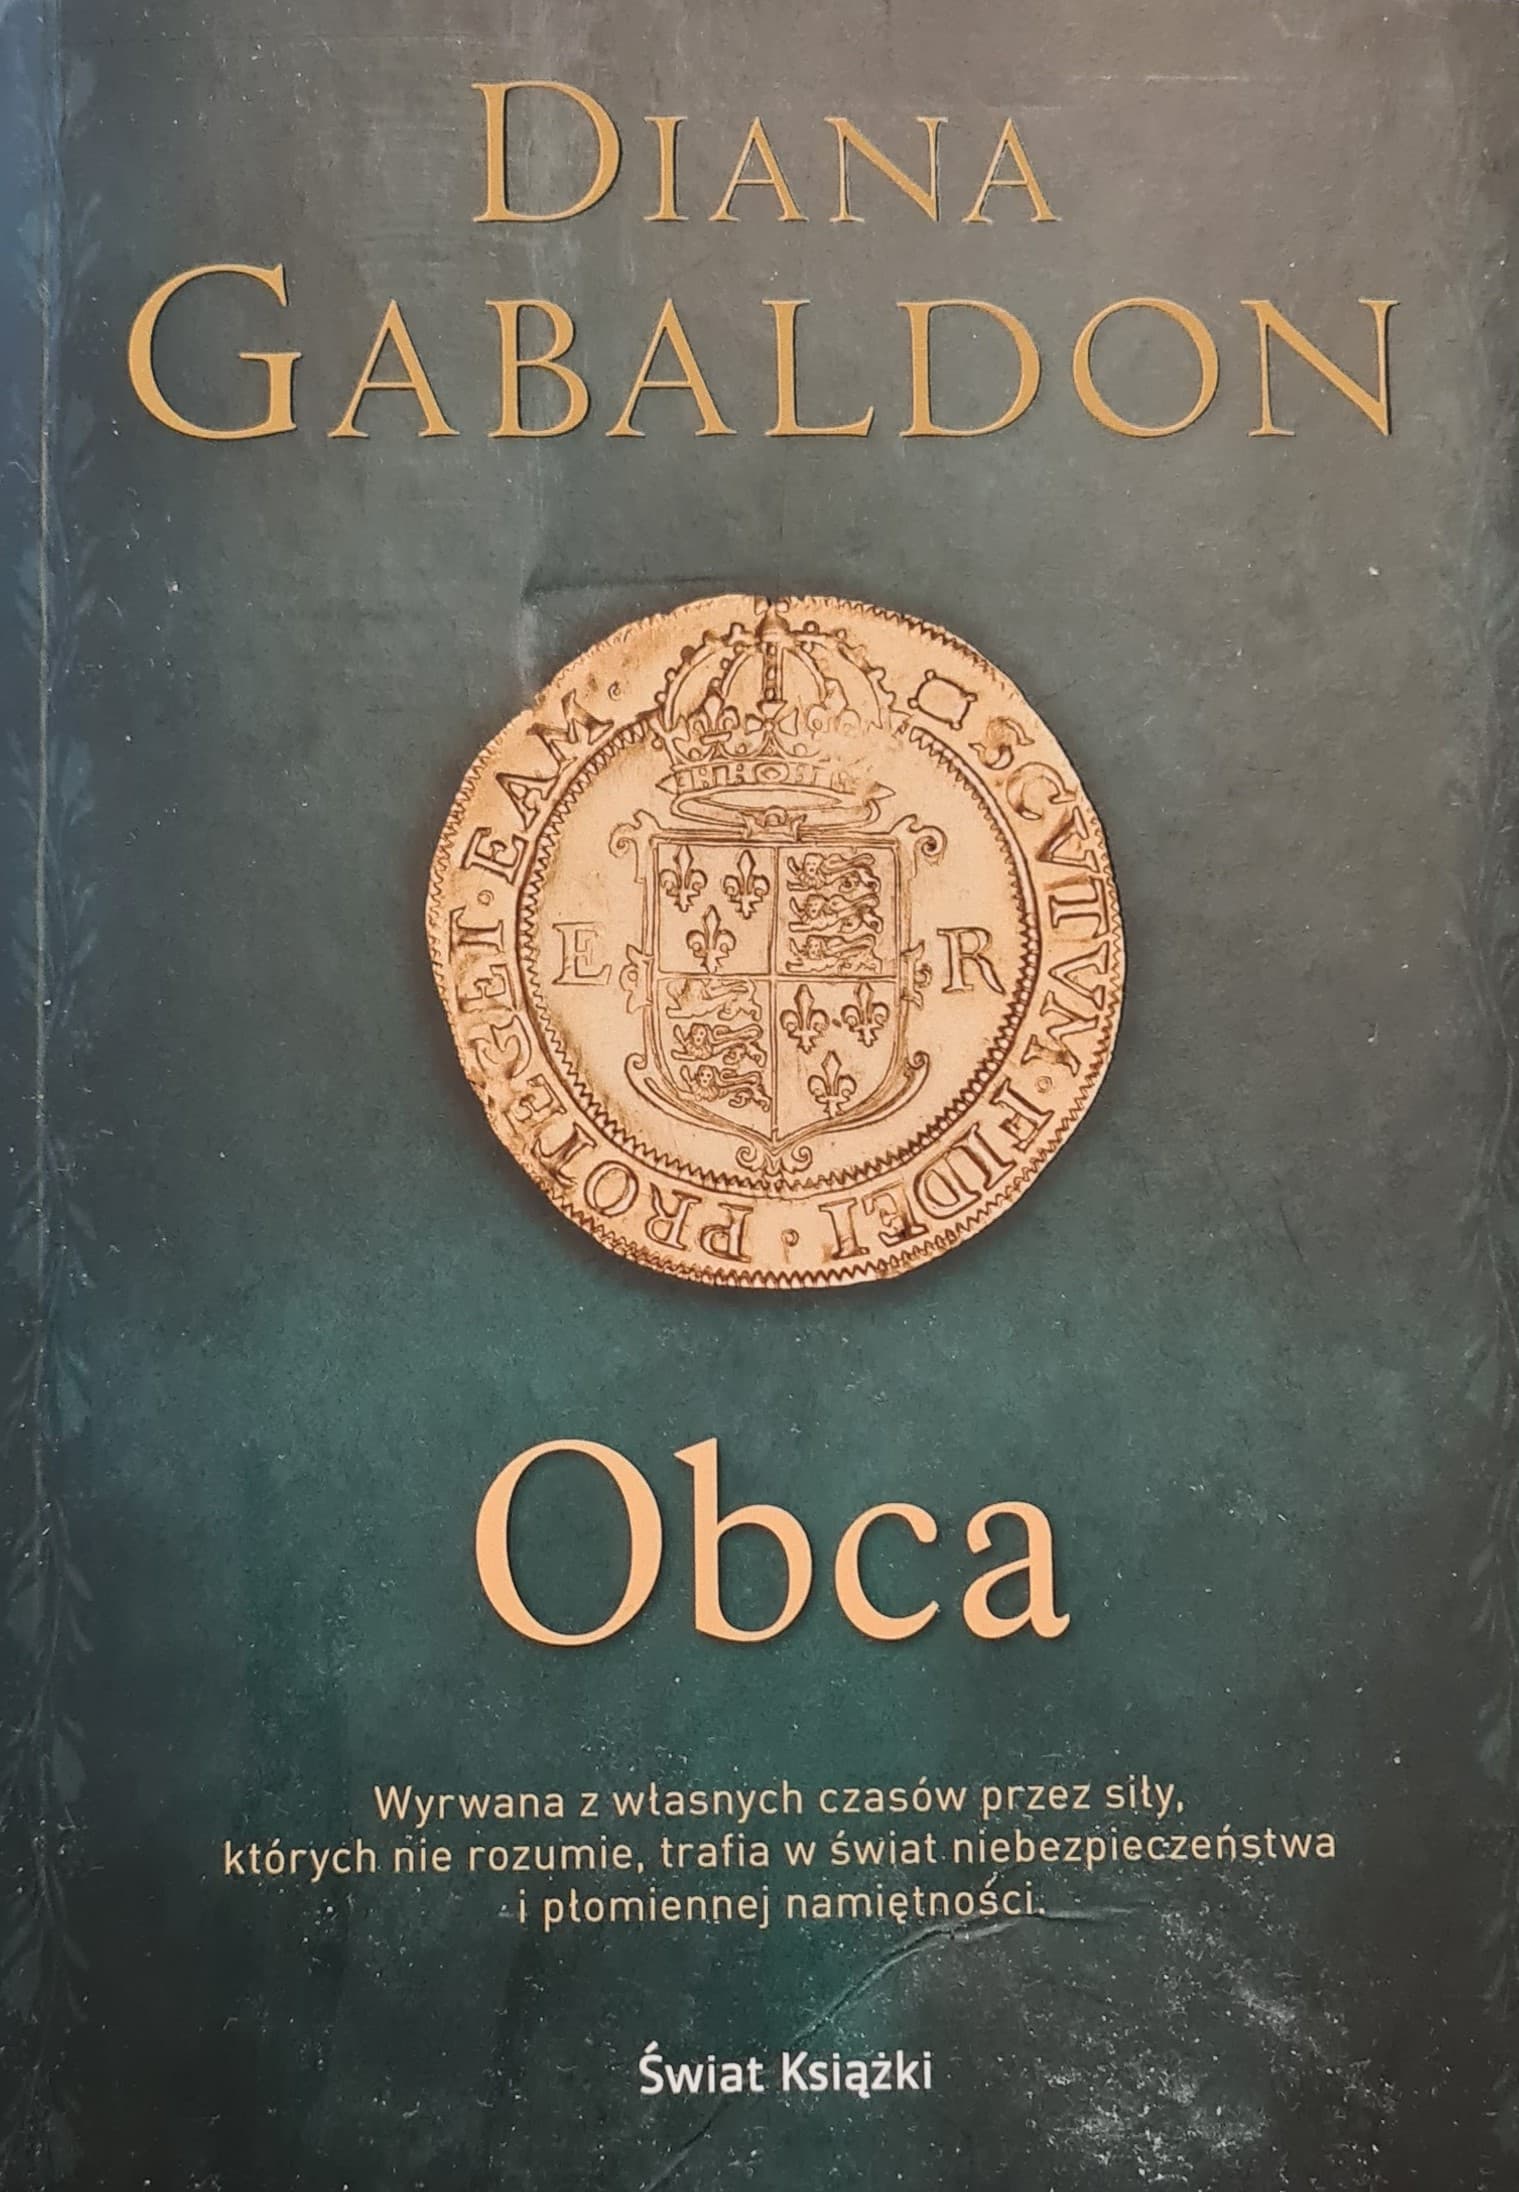 DIANA
GABALDON
SCVTVM · FIDEI · PROTEGET · EAM ·
E R
Obca
Wyrwana z własnych czasów przez siły,
których nie rozumie, trafia w świat niebezpieczeństwa
i płomiennej namiętności.
Świat Książki